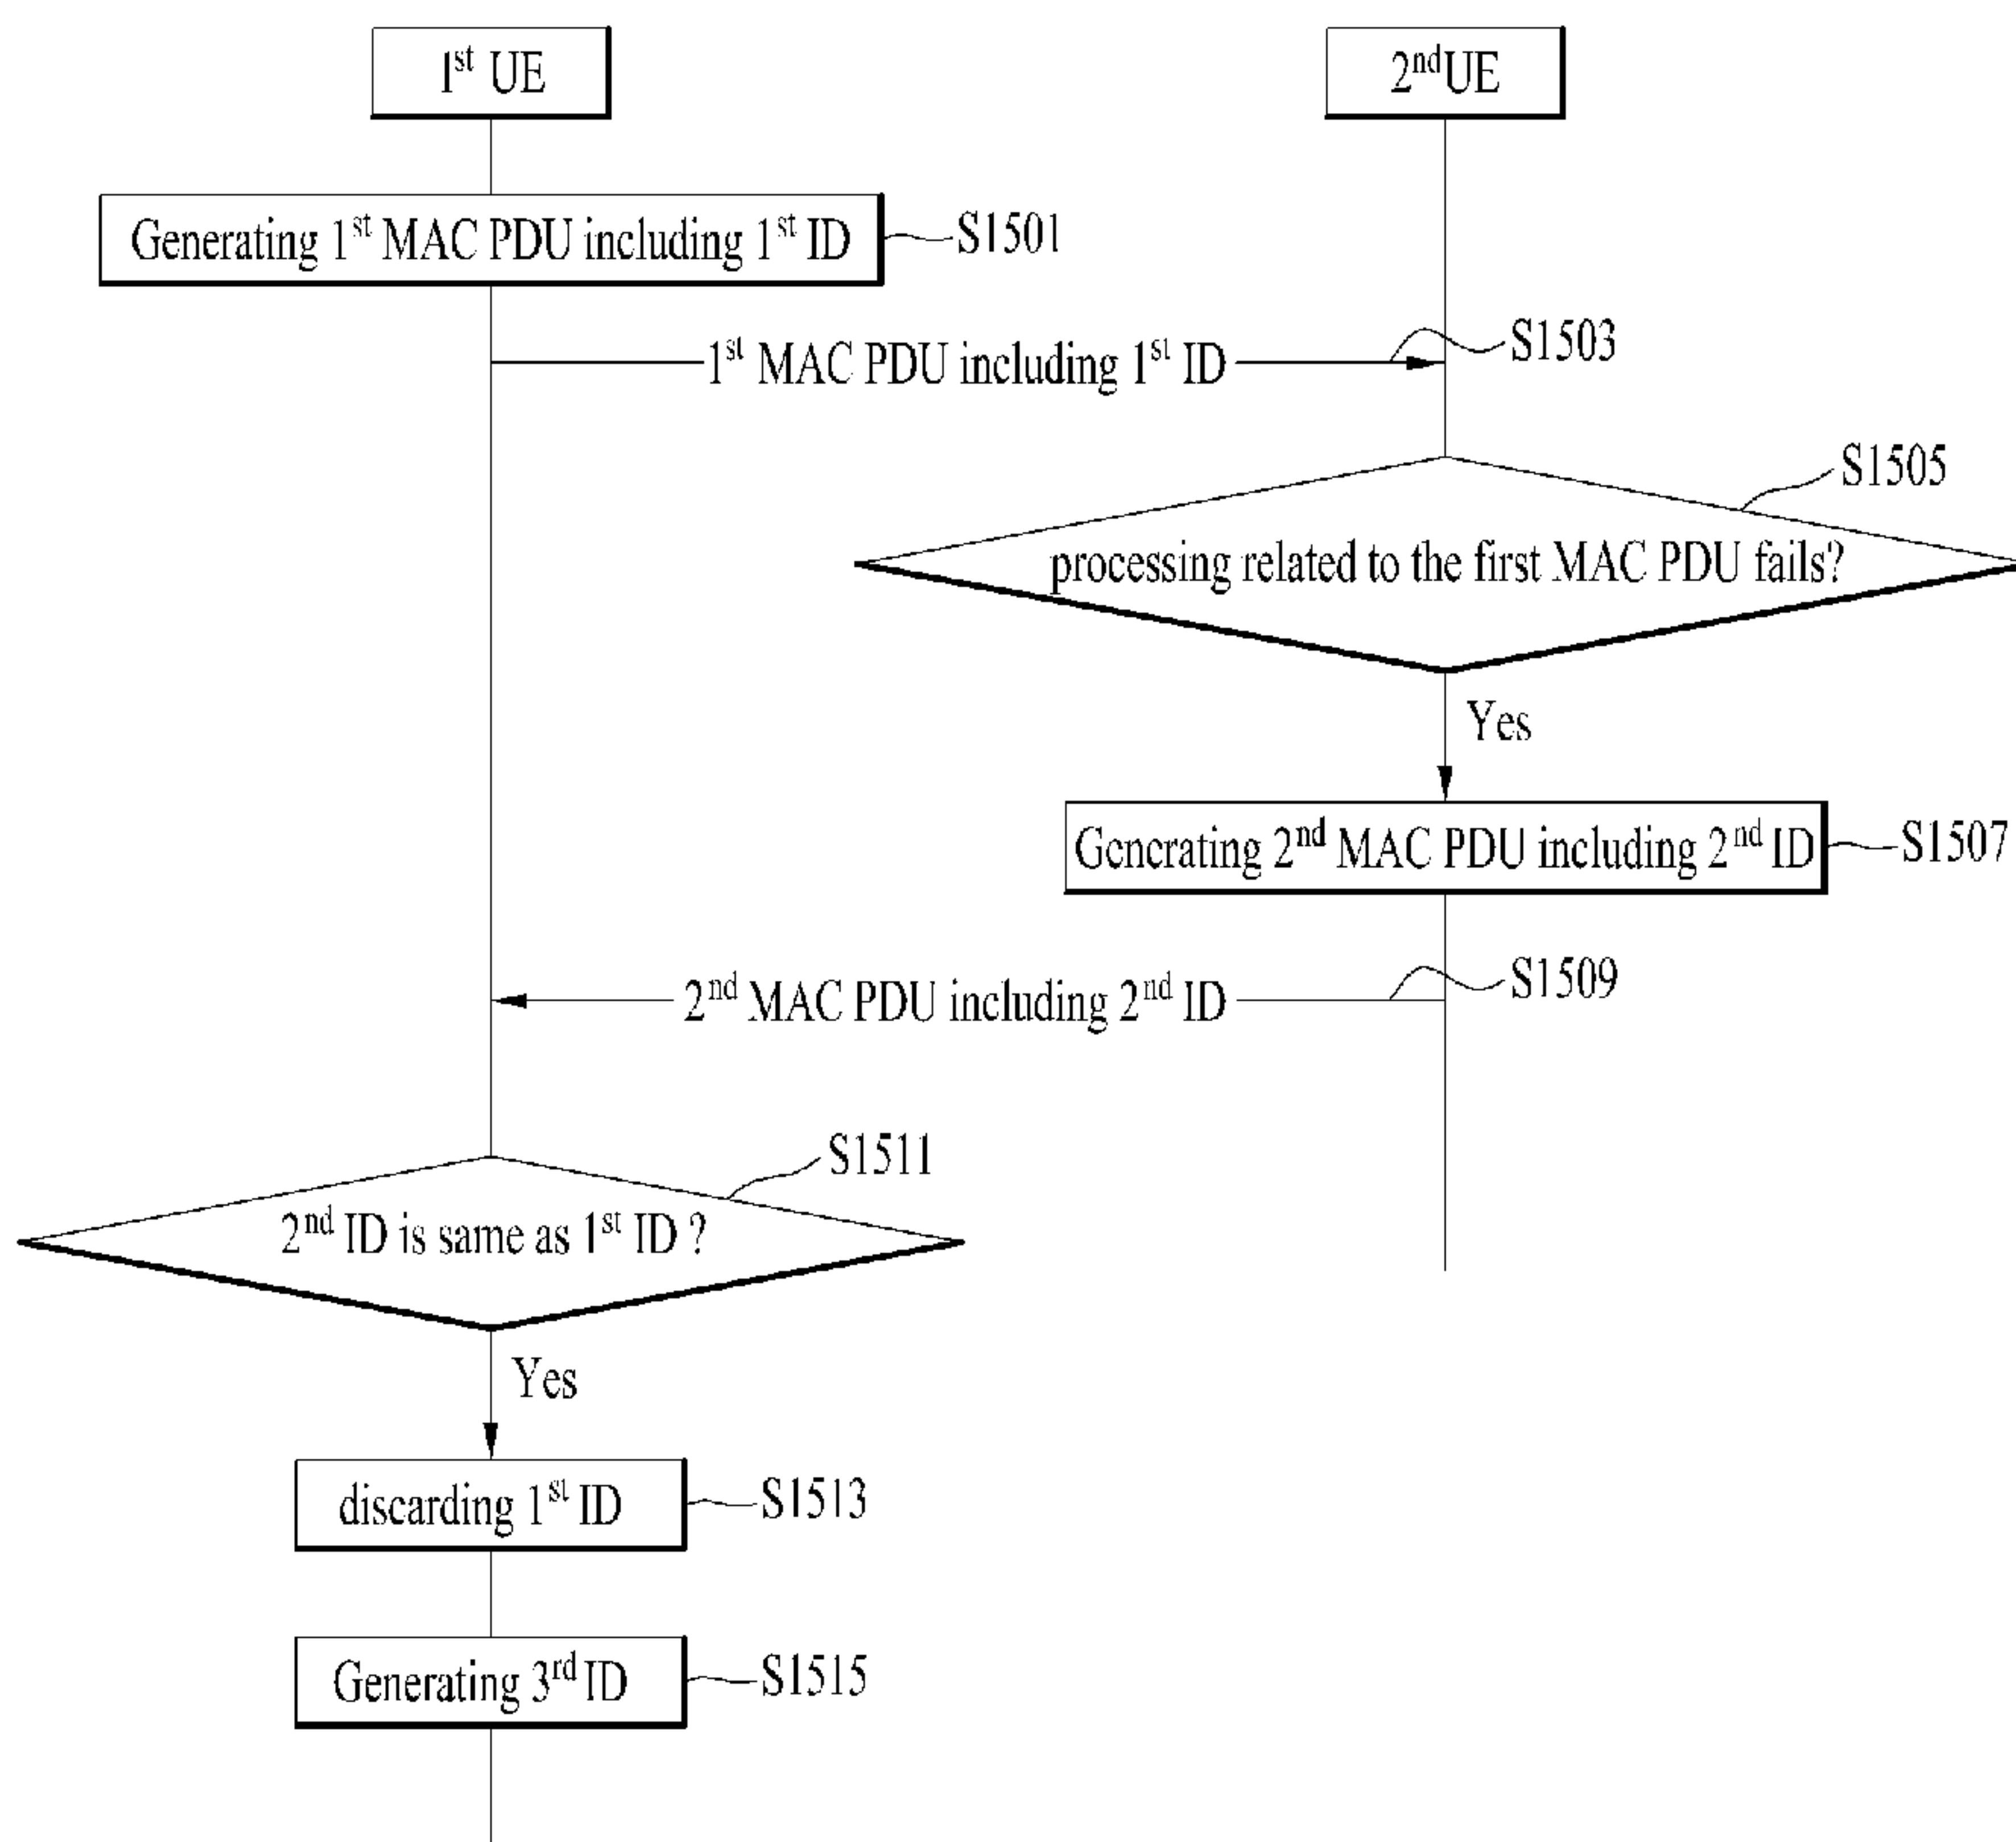 1st UE
2nd UE
Generating 1st MAC PDU including 1st ID
S1501
1st MAC PDU including 1st ID
S1503
S1505
processing related to the first MAC PDU fails?
Yes
Generating 2nd MAC PDU including 2nd ID
S1507
2nd MAC PDU including 2nd ID
S1509
S1511
2nd ID is same as 1st ID ?
Yes
discarding 1st ID
S1513
Generating 3rd ID
S1515